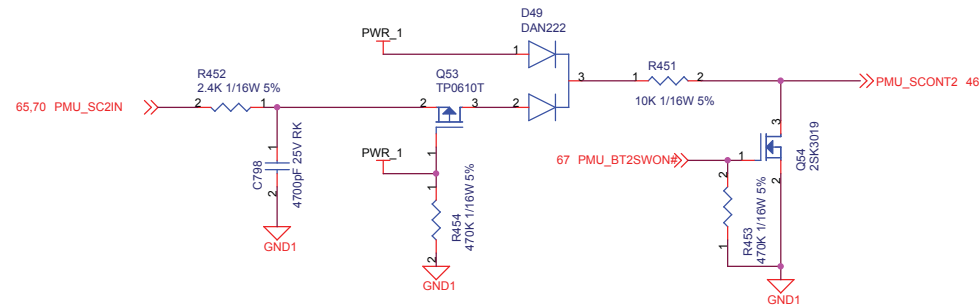 D49
DAN222
PWR_1
1
R452
2.4K 1/16W 5%
Q53
TP0610T
3
1
R451
2
10K 1/16W 5%
PMU_SCONT2 46
65,70 PMU_SC2IN
2
1
2
3
2
PWR_1
1
1
C798
4700pF 25V RK
2
GND1
1
R454
470K 1/16W 5%
2
GND1
67 PMU_BT2SWON#
1
3
Q54
2SK3019
2
2
R453
470K 1/16W 5%
1
GND1